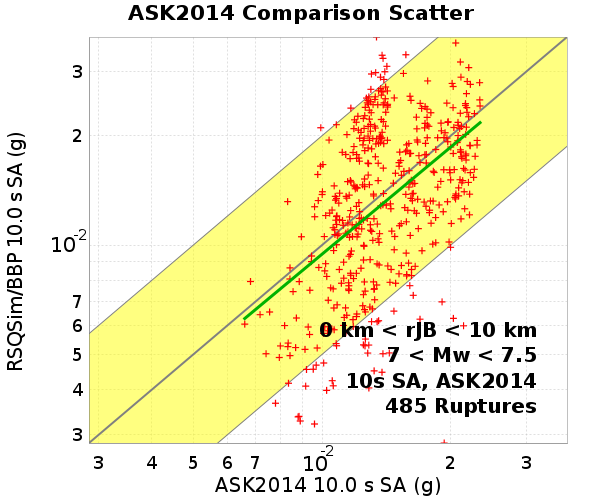 ASK2014 Comparison Scatter
RSQSim/BBP 10.0 s SA (g)
3
2
10-2
7
6
5
4
3
0 km < rJB < 10 km
7 < Mw < 7.5
10s SA, ASK2014
485 Ruptures
3 4 5 6 7 10-2 2 3
ASK2014 10.0 s SA (g)